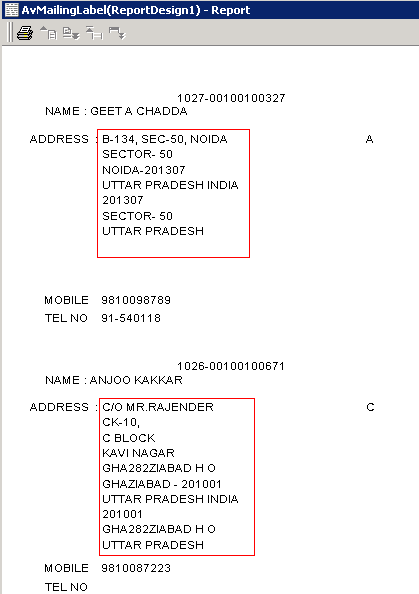 AvMailingLabel(ReportDesign1) - Report
1027-00100100327
NAME : GEET A CHADDA
ADDRESS : B-134, SEC-50, NOIDA A
SECTOR- 50
NOIDA-201307
UTTAR PRADESH INDIA
201307
SECTOR- 50
UTTAR PRADESH
MOBILE 9810098789
TEL NO 91-540118
1026-00100100671
NAME : ANJOO KAKKAR
ADDRESS : C/O MR.RAJENDER C
CK-10,
C BLOCK
KAVI NAGAR
GHA282ZIABAD H O
GHAZIABAD - 201001
UTTAR PRADESH INDIA
201001
GHA282ZIABAD H O
UTTAR PRADESH
MOBILE 9810087223
TEL NO